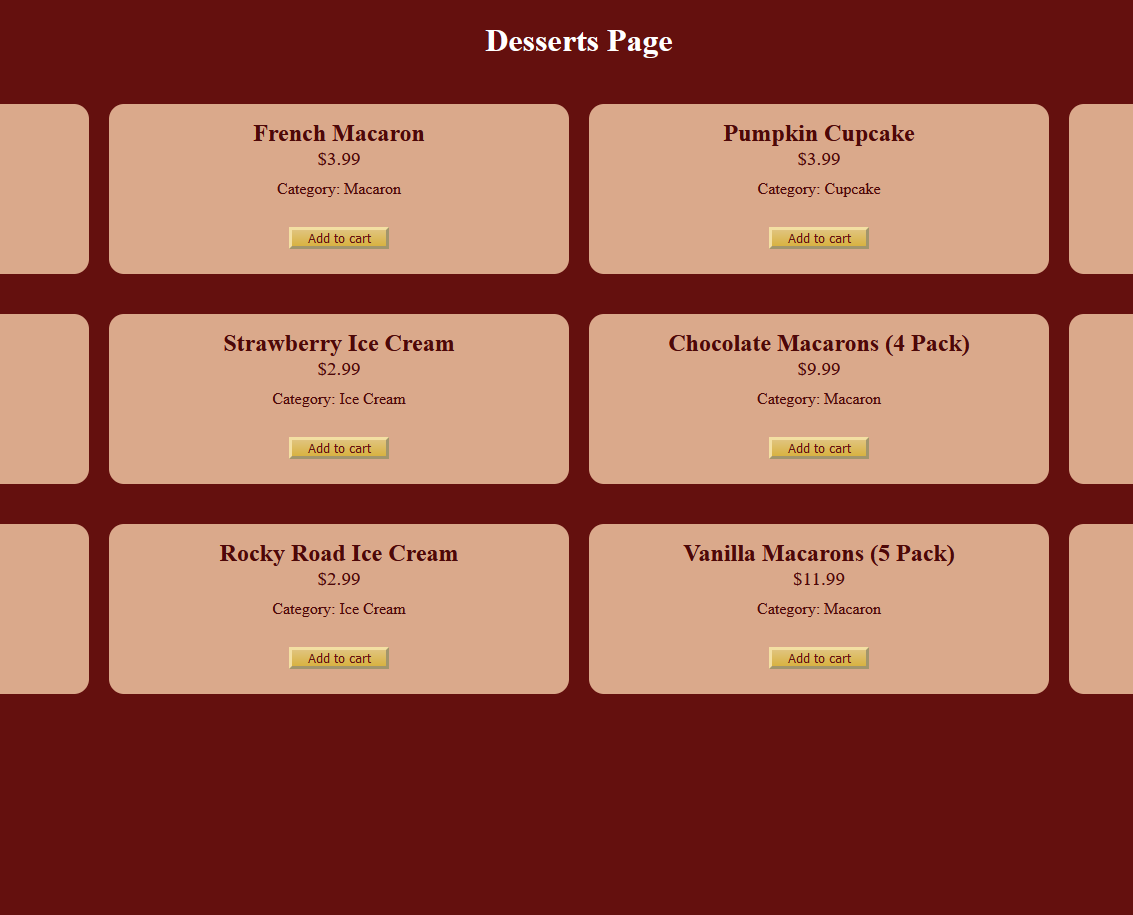 Desserts Page
French Macaron
$3.99
Category: Macaron
Add to cart
Pumpkin Cupcake
$3.99
Category: Cupcake
Add to cart
Strawberry Ice Cream
$2.99
Category: Ice Cream
Add to cart
Chocolate Macarons (4 Pack)
$9.99
Category: Macaron
Add to cart
Rocky Road Ice Cream
$2.99
Category: Ice Cream
Add to cart
Vanilla Macarons (5 Pack)
$11.99
Category: Macaron
Add to cart